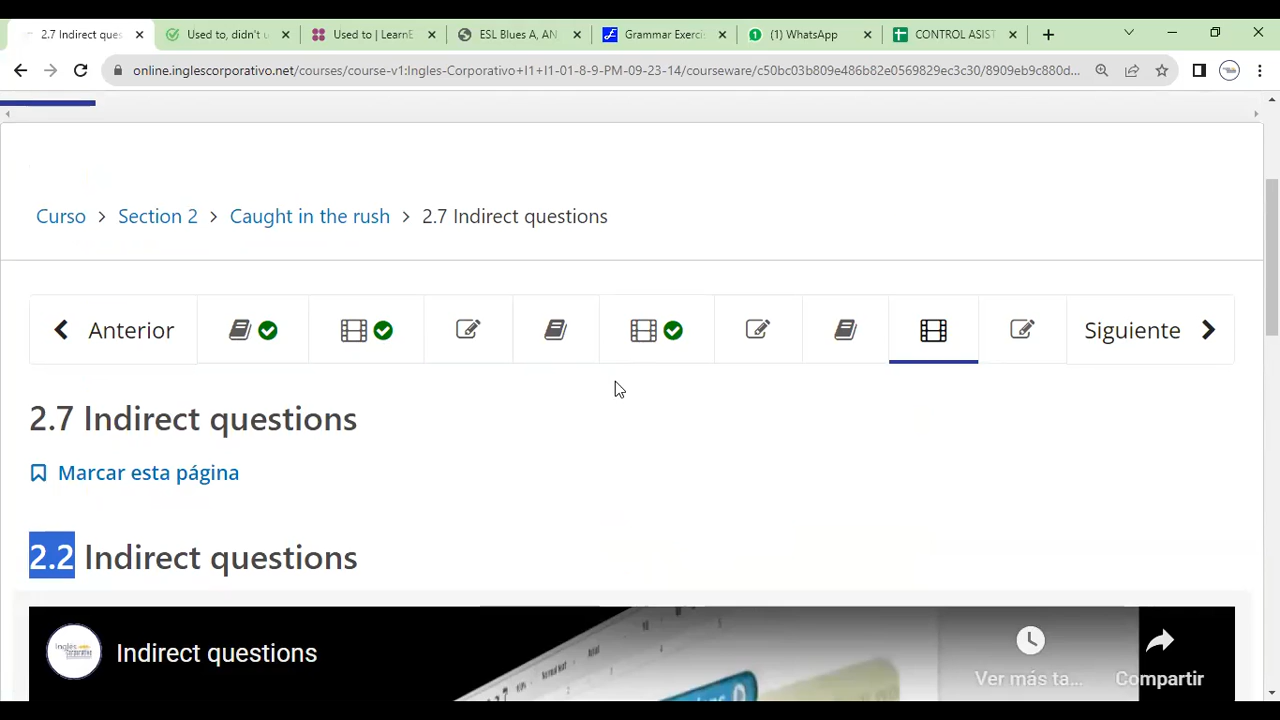 2.7 Indirect ques
Used to, didn't u
Used to | LearnE
ESL Blues A, AN
Grammar Exerci
(1) WhatsApp
CONTROL ASIST
online.inglescorporativo.net/courses/course-v1:Ingles-Corporativo+I1+I1-01-8-9-PM-09-23-14/courseware/c50bc03b809e486b82e0569829ec3c30/8909eb9c880d...
Curso > Section 2 > Caught in the rush > 2.7 Indirect questions
Anterior
Siguiente
2.7 Indirect questions
Marcar esta página
2.2 Indirect questions
Indirect questions
Ver más ta...
Compartir